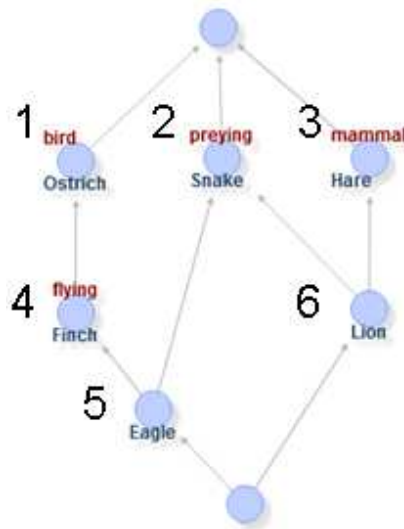 1 bird 2 preying 3 mammal
Ostrich Snake Hare
4 flying 6
Finch Lion
5
Eagle